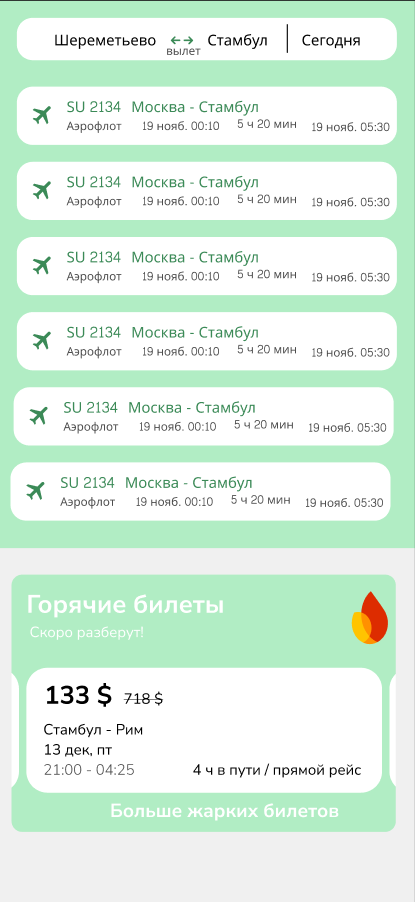 Шереметьево Стамбул Сегодня
вылет
SU 2134 Москва - Стамбул
Аэрофлот 19 нояб. 00:10 5 ч 20 мин 19 нояб. 05:30
SU 2134 Москва - Стамбул
Аэрофлот 19 нояб. 00:10 5 ч 20 мин 19 нояб. 05:30
SU 2134 Москва - Стамбул
Аэрофлот 19 нояб. 00:10 5 ч 20 мин 19 нояб. 05:30
SU 2134 Москва - Стамбул
Аэрофлот 19 нояб. 00:10 5 ч 20 мин 19 нояб. 05:30
SU 2134 Москва - Стамбул
Аэрофлот 19 нояб. 00:10 5 ч 20 мин 19 нояб. 05:30
SU 2134 Москва - Стамбул
Аэрофлот 19 нояб. 00:10 5 ч 20 мин 19 нояб. 05:30
Горячие билеты
Скоро разберут!
133 $ 718 $
Стамбул - Рим
13 дек, пт
21:00 - 04:25 4 ч в пути / прямой рейс
Больше жарких билетов